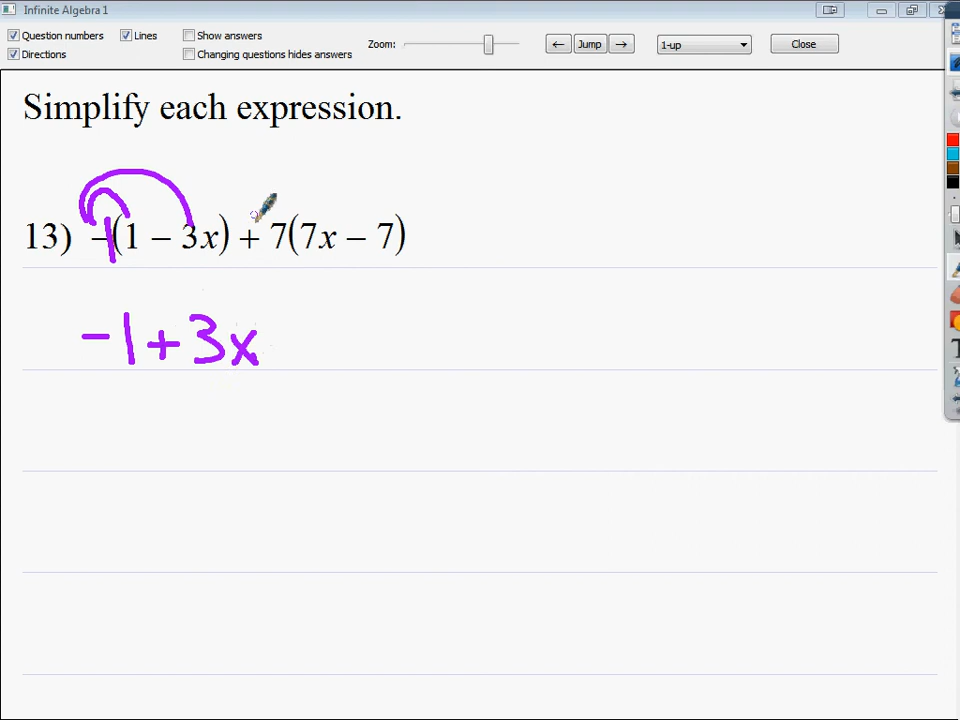 Infinite Algebra 1
Question numbers Lines Show answers Zoom: ← Jump → 1-up Close
Directions Changing questions hides answers
Simplify each expression.
13) −1(1 − 3x) + 7(7x − 7)
-1+3x